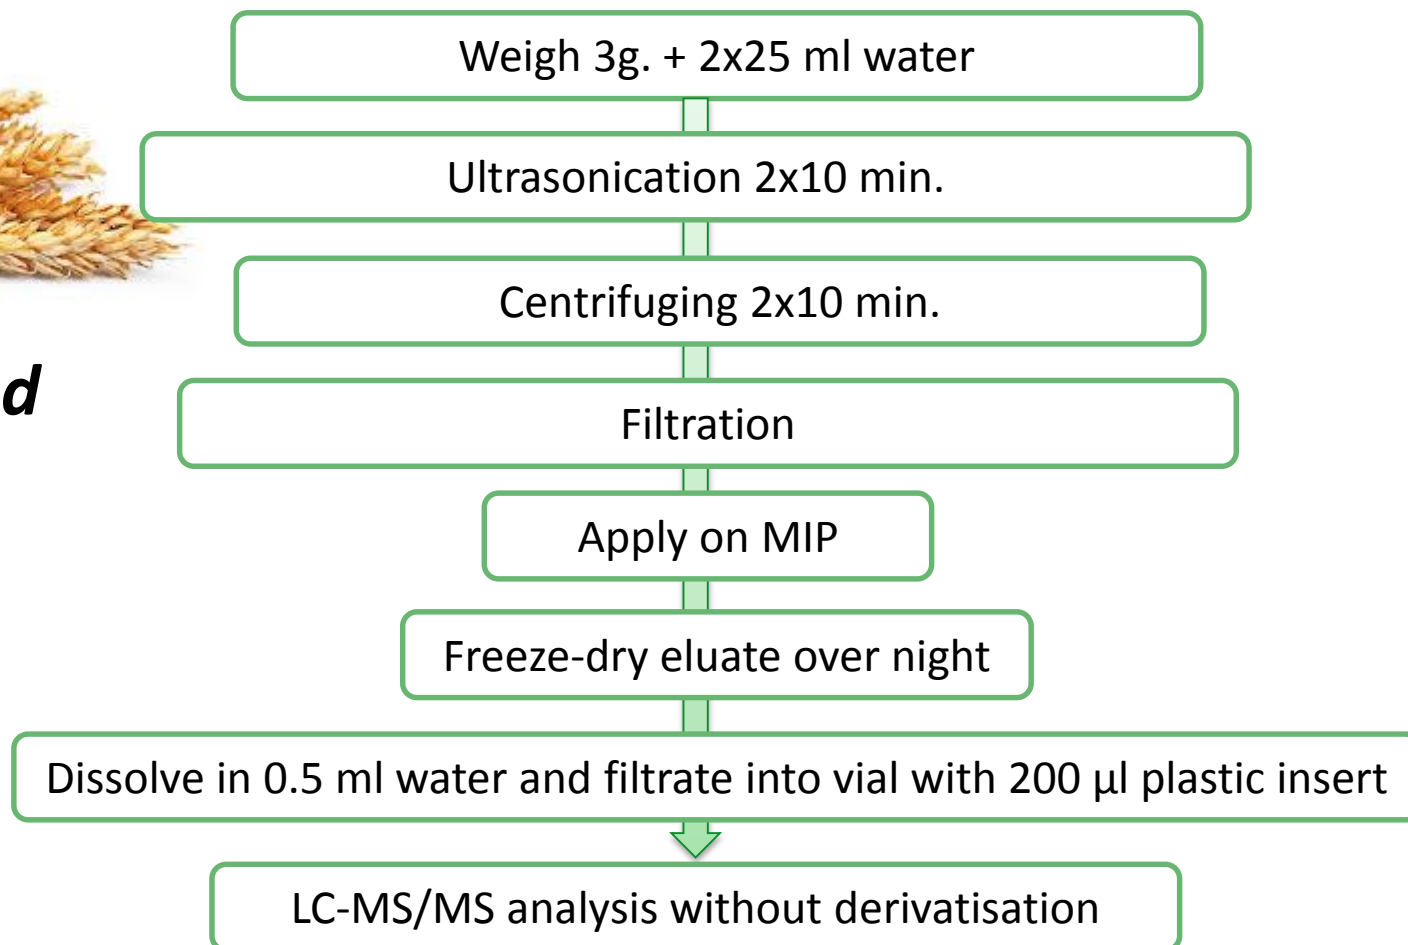 Weigh 3g. + 2x25 ml water
Ultrasonication 2x10 min.
Centrifuging 2x10 min.
d
Filtration
Apply on MIP
Freeze-dry eluate over night
Dissolve in 0.5 ml water and filtrate into vial with 200 μl plastic insert
LC-MS/MS analysis without derivatisation